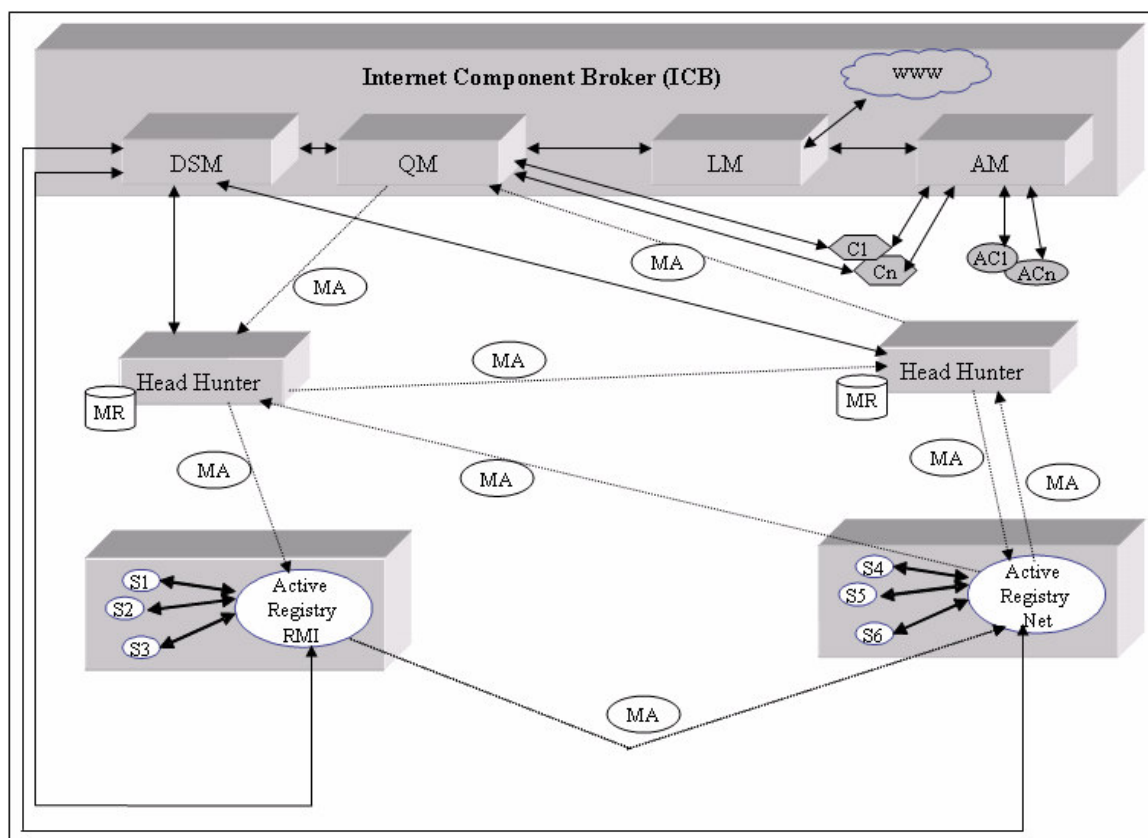 Internet Component Broker (ICB)
WWW
DSM
QM
LM
AM
C1
Cn
AC1
ACn
MA
MA
Head Hunter
MR
MA
Head Hunter
MR
MA
MA
MA
MA
S1
S2
S3
Active
Registry
RMI
S4
S5
S6
Active
Registry
Net
MA